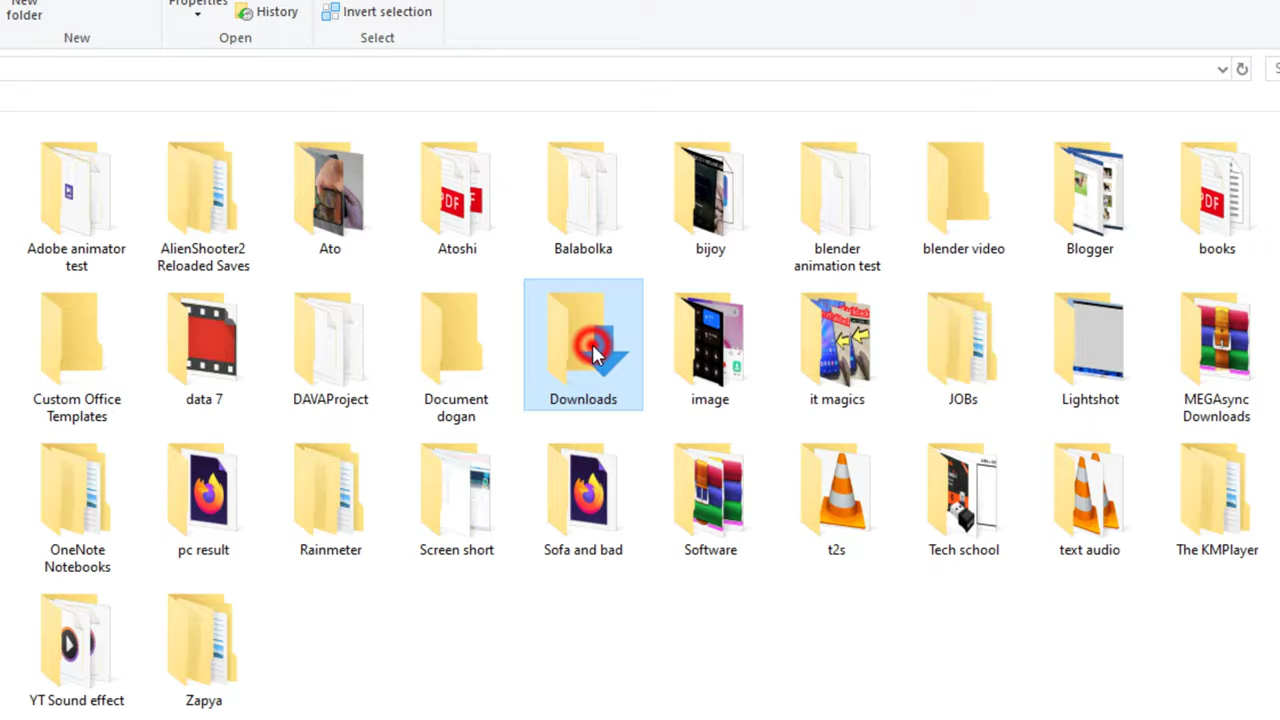 New
folder
Properties
History
Invert selection
New
Open
Select
Adobe animator
test
AlienShooter2
Reloaded Saves
Ato
Atoshi
Balabolka
bijoy
blender
animation test
blender video
Blogger
books
Custom Office
Templates
data 7
DAVAProject
Document
dogan
Downloads
image
it magics
JOBs
Lightshot
MEGAsync
Downloads
OneNote
Notebooks
pc result
Rainmeter
Screen short
Sofa and bad
Software
t2s
Tech school
text audio
The KMPlayer
YT Sound effect
Zapya
PDF
PDF